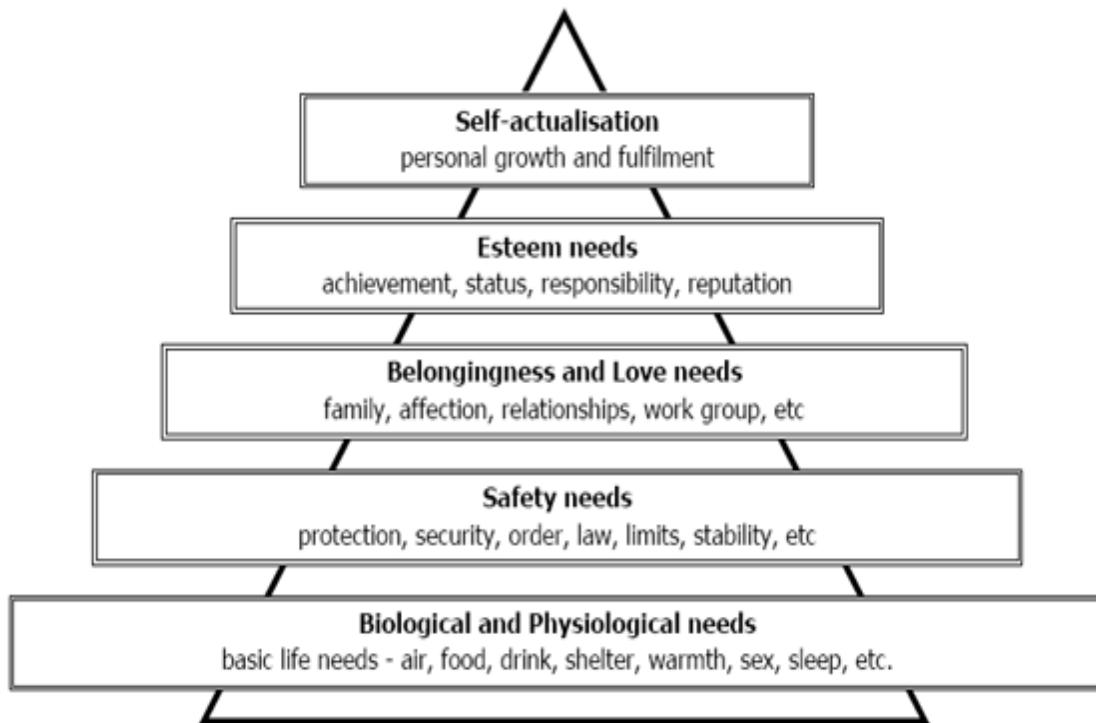 Self-actualisation
personal growth and fulfilment
Esteem needs
achievement, status, responsibility, reputation
Belongingness and Love needs
family, affection, relationships, work group, etc
Safety needs
protection, security, order, law, limits, stability, etc
Biological and Physiological needs
basic life needs - air, food, drink, shelter, warmth, sex, sleep, etc.